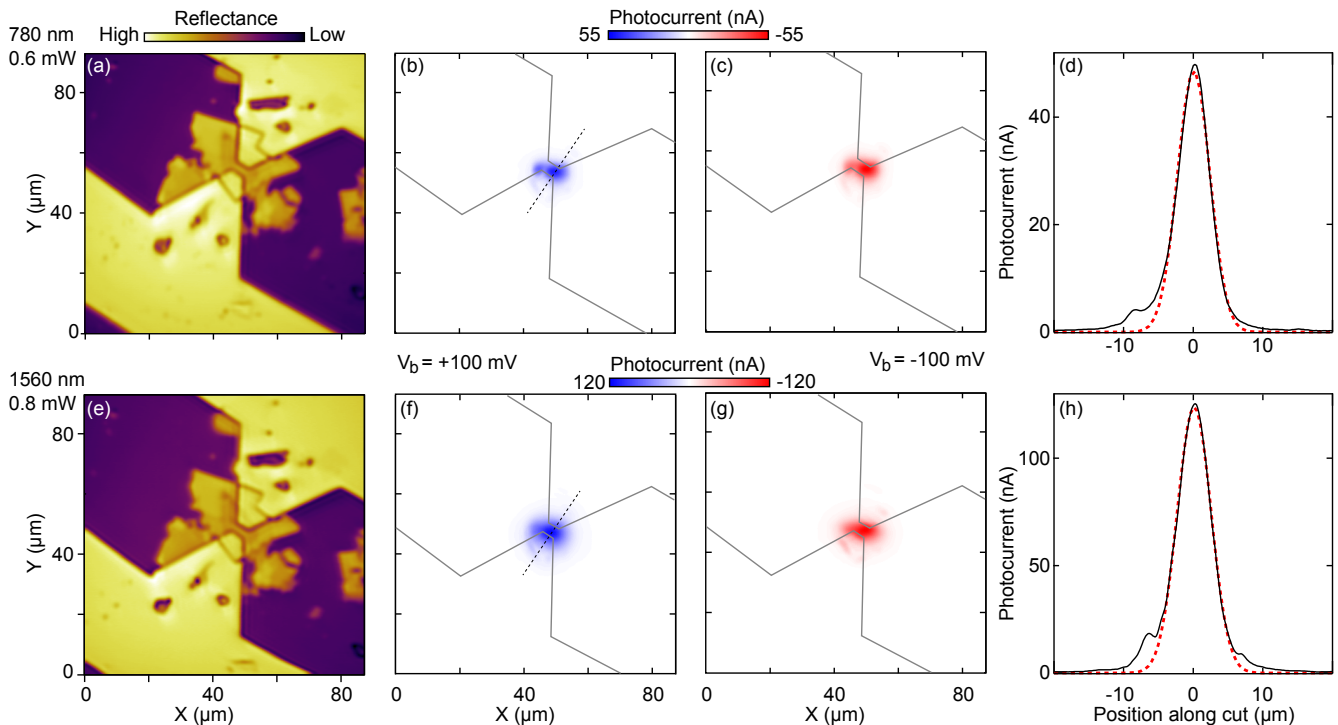 780 nm
0.6 mW
Reflectance
High Low
Photocurrent (nA)
55 -55
(a)
(b)
(c)
(d)
80
40
0
Y (µm)
40
20
0
Photocurrent (nA)
-10 0 10
1560 nm
0.8 mW
V_b = +100 mV
Photocurrent (nA)
120 -120
V_b = -100 mV
(e)
(f)
(g)
(h)
80
40
0
Y (µm)
100
50
0
Photocurrent (nA)
0 40 80
X (µm)
0 40 80
X (µm)
0 40 80
X (µm)
-10 0 10
Position along cut (µm)